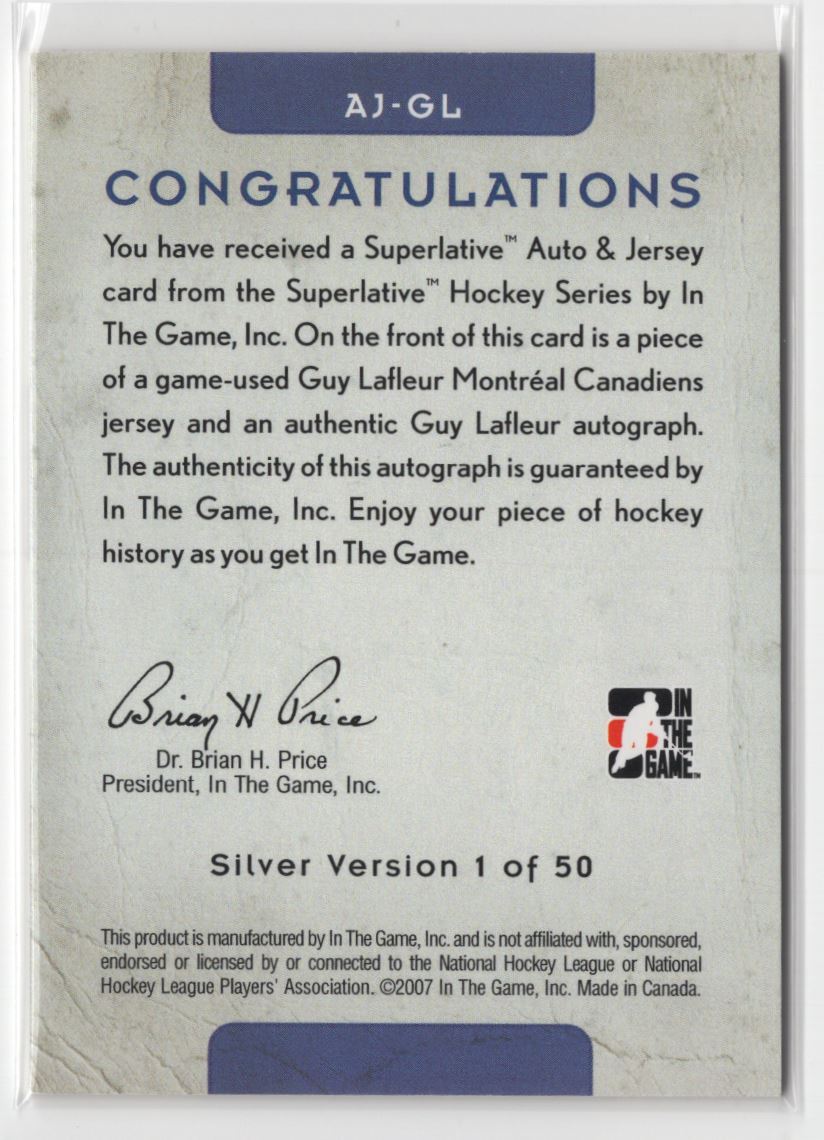 AJ-GL
CONGRATULATIONS
You have received a Superlative™ Auto & Jersey
card from the Superlative™ Hockey Series by In
The Game, Inc. On the front of this card is a piece
of a game-used Guy Lafleur Montréal Canadiens
jersey and an authentic Guy Lafleur autograph.
The authenticity of this autograph is guaranteed by
In The Game, Inc. Enjoy your piece of hockey
history as you get In The Game.
Brian H Price
Dr. Brian H. Price
President, In The Game, Inc.
IN
THE
GAME™
Silver Version 1 of 50
This product is manufactured by In The Game, Inc. and is not affiliated with, sponsored,
endorsed or licensed by or connected to the National Hockey League or National
Hockey League Players' Association. ©2007 In The Game, Inc. Made in Canada.